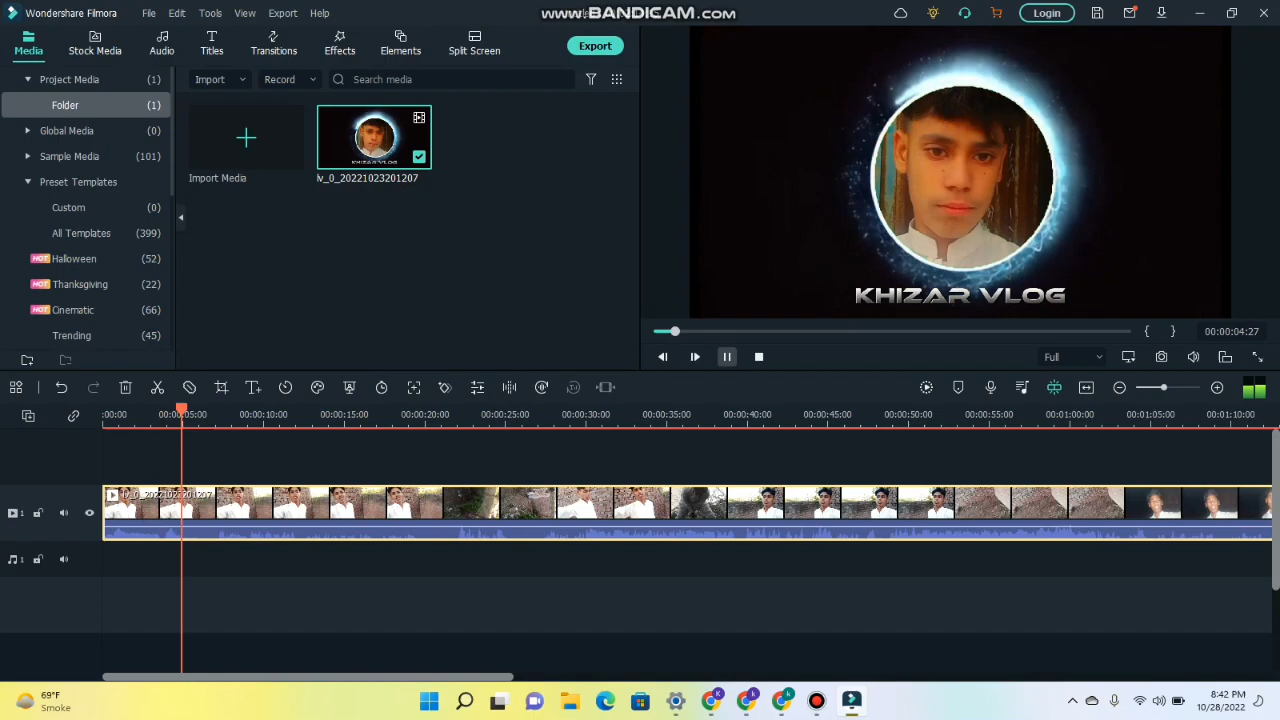 Wondershare Filmora File Edit Tools View Export Help
www.BANDICAM.com
Login
Media Stock Media Audio Titles Transitions Effects Elements Split Screen Export
Project Media (1)
Folder (1)
Global Media (0)
Sample Media (101)
Preset Templates
Custom (0)
All Templates (399)
HOT Halloween (52)
HOT Thanksgiving (22)
HOT Cinematic (66)
Trending (45)
Import Record Search media
Import Media
lv_0_20221023201207
KHIZAR VLOG
KHIZAR VLOG
{ } 00:00:04:27
Full
:00:00 00:00:05:00 00:00:10:00 00:00:15:00 00:00:20:00 00:00:25:00 00:00:30:00 00:00:35:00 00:00:40:00 00:00:45:00 00:00:50:00 00:00:55:00 00:01:00:00 00:01:05:00 00:01:10:00
lv_0_20221023201207
1
1
69°F
Smoke
K k k
8:42 PM
10/28/2022